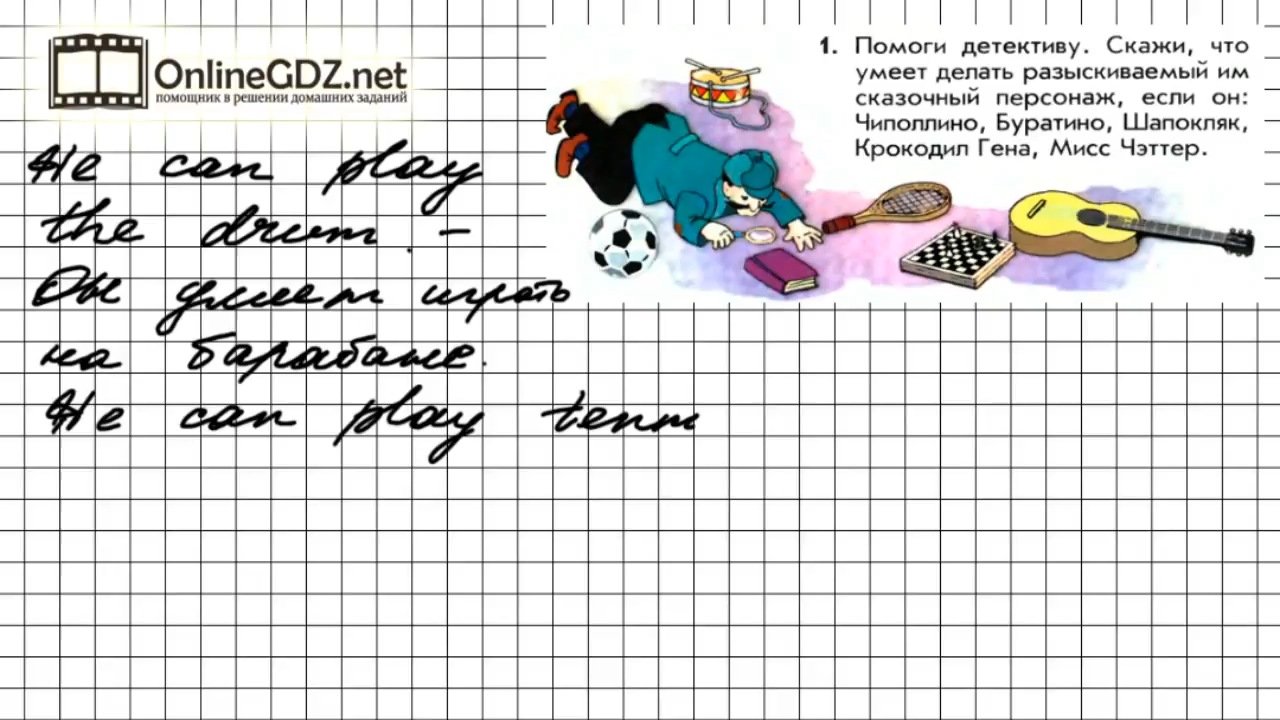 OnlineGDZ.net
помощник в решении домашних заданий
1. Помоги детективу. Скажи, что
умеет делать разыскиваемый им
сказочный персонаж, если он:
Чиполлино, Буратино, Шапокляк,
Крокодил Гена, Мисс Чэттер.
He can play
the drum. –
Он умеет играть
на барабане.
He can play tenn